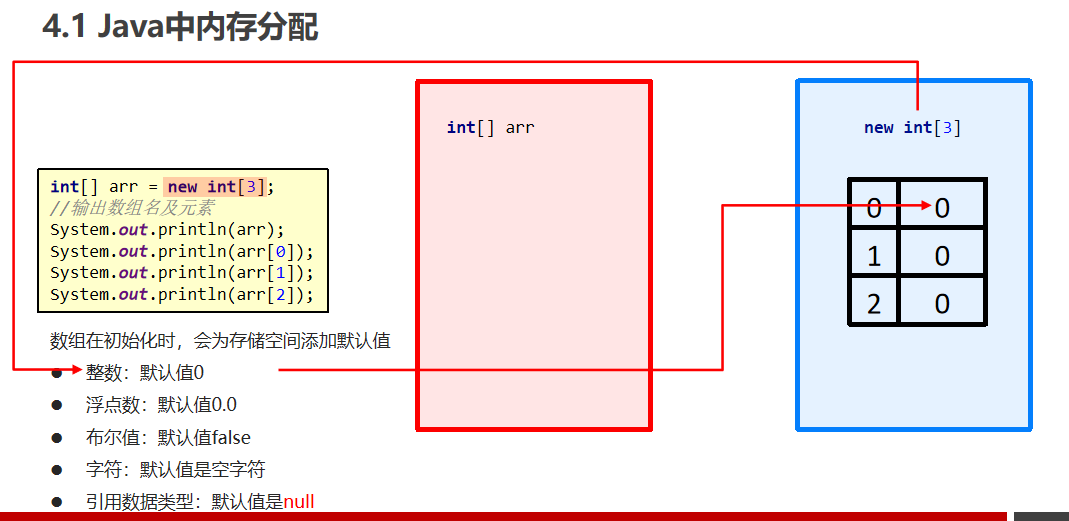 4.1 Java中内存分配
int[] arr
new int[3]
int[] arr = new int[3];
//输出数组名及元素
System.out.println(arr);
System.out.println(arr[0]);
System.out.println(arr[1]);
System.out.println(arr[2]);
0 0
1 0
2 0
数组在初始化时，会为存储空间添加默认值
● 整数：默认值0
● 浮点数：默认值0.0
● 布尔值：默认值false
● 字符：默认值是空字符
● 引用数据类型：默认值是null